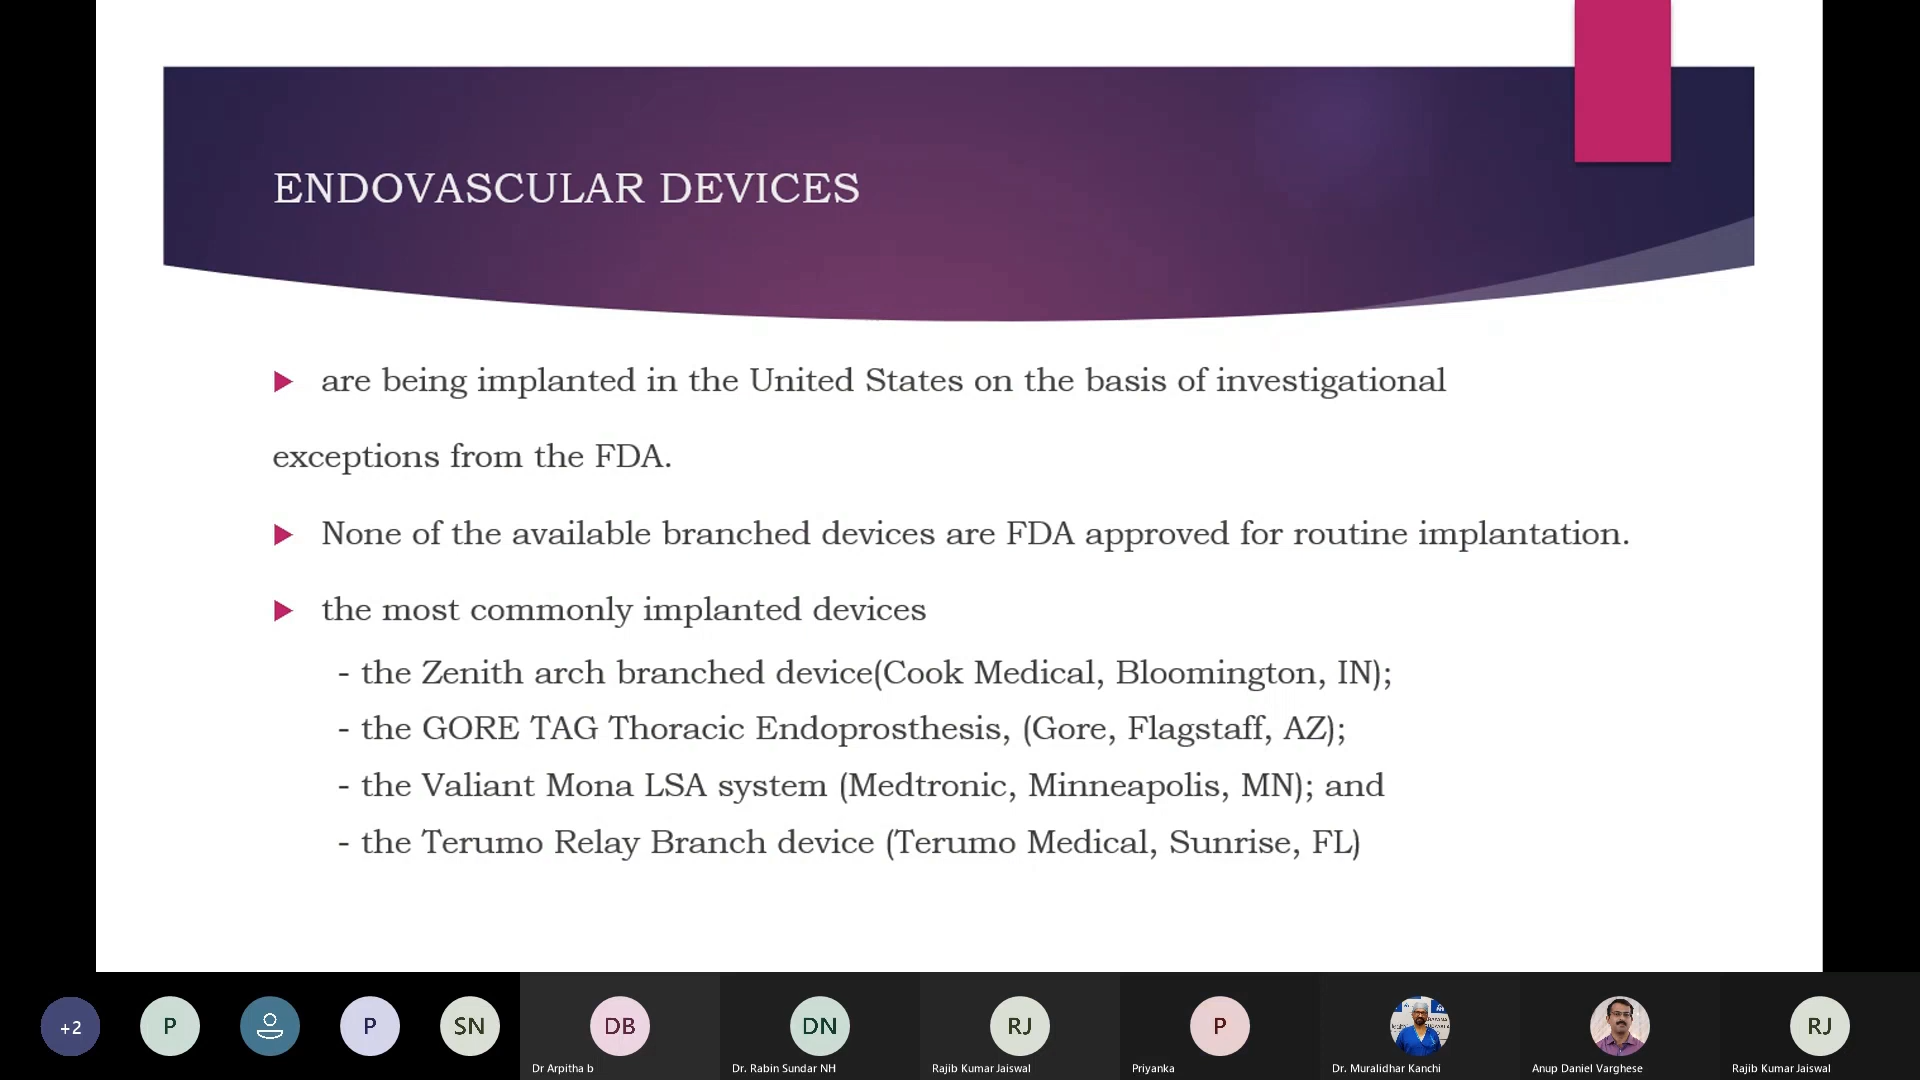 ENDOVASCULAR DEVICES
are being implanted in the United States on the basis of investigational
exceptions from the FDA.
None of the available branched devices are FDA approved for routine implantation.
the most commonly implanted devices
- the Zenith arch branched device(Cook Medical, Bloomington, IN);
- the GORE TAG Thoracic Endoprosthesis, (Gore, Flagstaff, AZ);
- the Valiant Mona LSA system (Medtronic, Minneapolis, MN); and
- the Terumo Relay Branch device (Terumo Medical, Sunrise, FL)
+2 P P SN DB DN RJ P RJ
Dr Arpitha b Dr. Rabin Sundar NH Rajib Kumar Jaiswal Priyanka Dr. Muralidhar Kanchi Anup Daniel Varghese Rajib Kumar Jaiswal